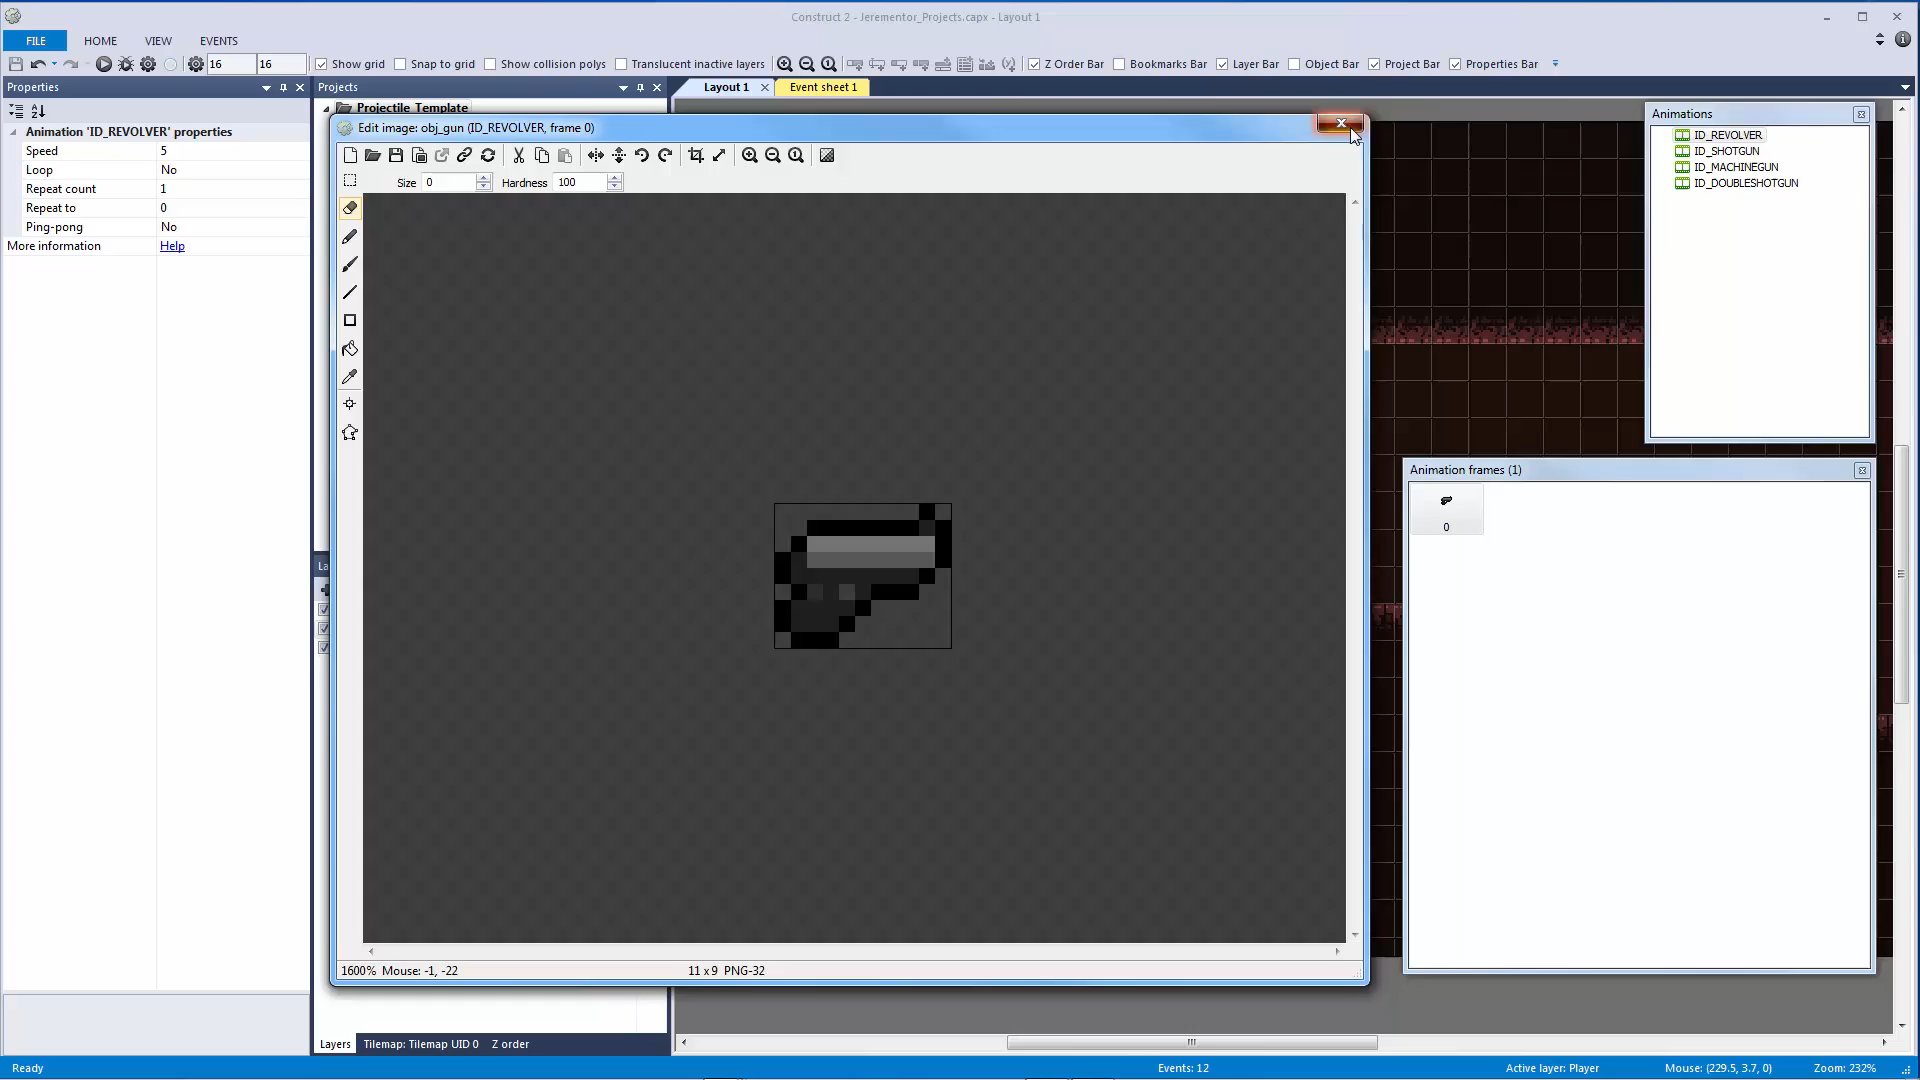 Construct 2 - Jerementor_Projects.capx - Layout 1
FILE HOME VIEW EVENTS
16 16 Show grid Snap to grid Show collision polys Translucent inactive layers Z Order Bar Bookmarks Bar Layer Bar Object Bar Project Bar Properties Bar
Properties
Projects
Layout 1
Event sheet 1
Animation 'ID_REVOLVER' properties
Speed 5
Loop No
Repeat count 1
Repeat to 0
Ping-pong No
More information Help
Projectile Template
Edit image: obj_gun (ID_REVOLVER, frame 0)
Size 0 Hardness 100
1600% Mouse: -1, -22
11 x 9 PNG-32
Animations
ID_REVOLVER
ID_SHOTGUN
ID_MACHINEGUN
ID_DOUBLESHOTGUN
Animation frames (1)
0
La
Layers Tilemap: Tilemap UID 0 Z order
Ready
Events: 12
Active layer: Player
Mouse: (229.5, 3.7, 0)
Zoom: 232%